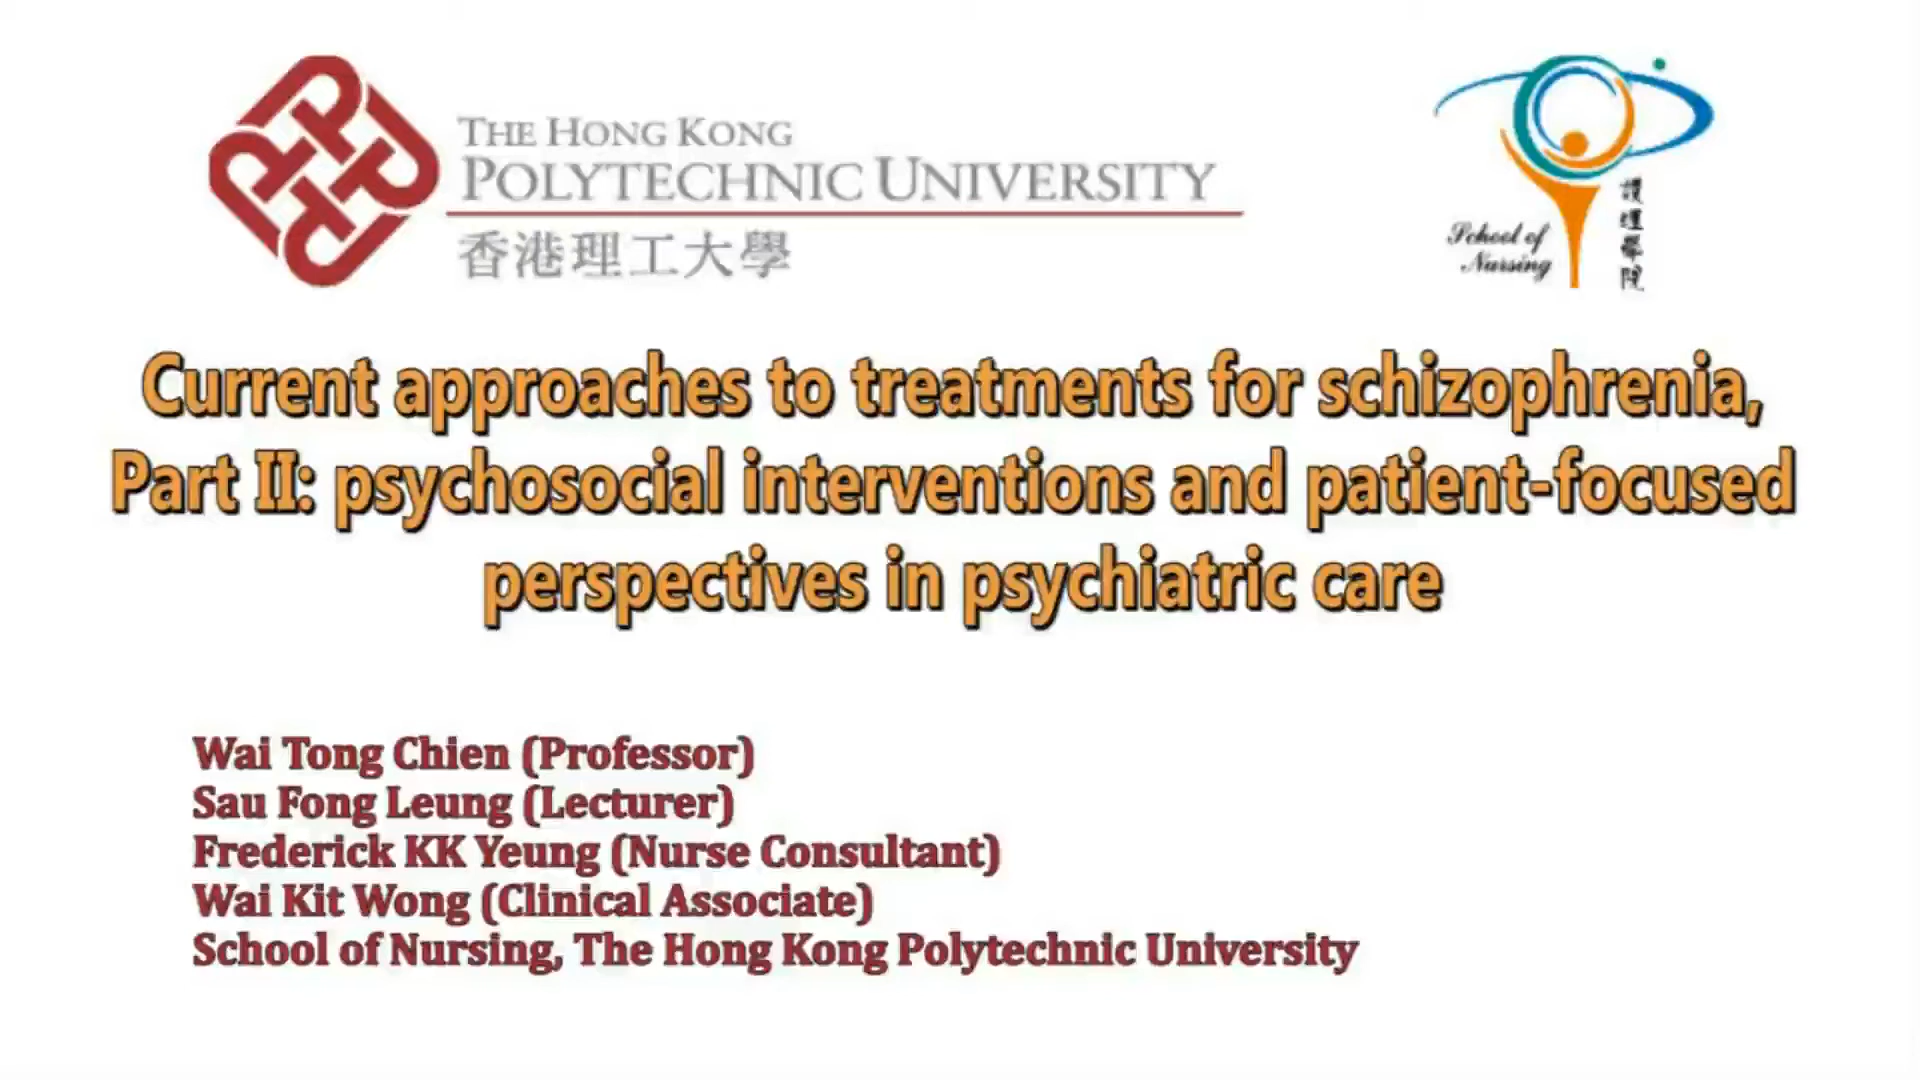 THE HONG KONG
POLYTECHNIC UNIVERSITY
香港理工大學
School of
Nursing
護理學院
Current approaches to treatments for schizophrenia,
Part II: psychosocial interventions and patient-focused
perspectives in psychiatric care
Wai Tong Chien (Professor)
Sau Fong Leung (Lecturer)
Frederick KK Yeung (Nurse Consultant)
Wai Kit Wong (Clinical Associate)
School of Nursing, The Hong Kong Polytechnic University